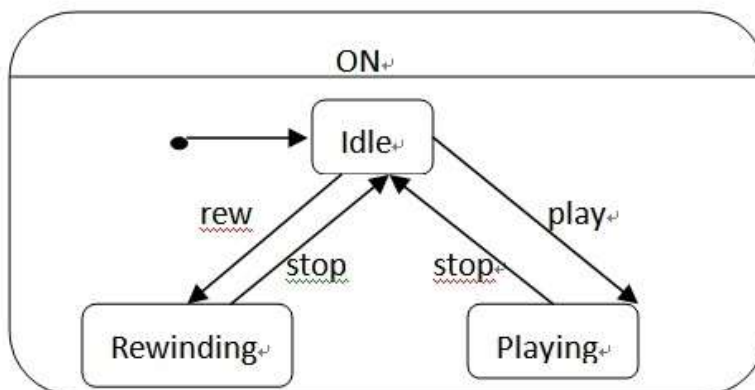 ON
Idle
rew
play
stop
stop
Rewinding
Playing